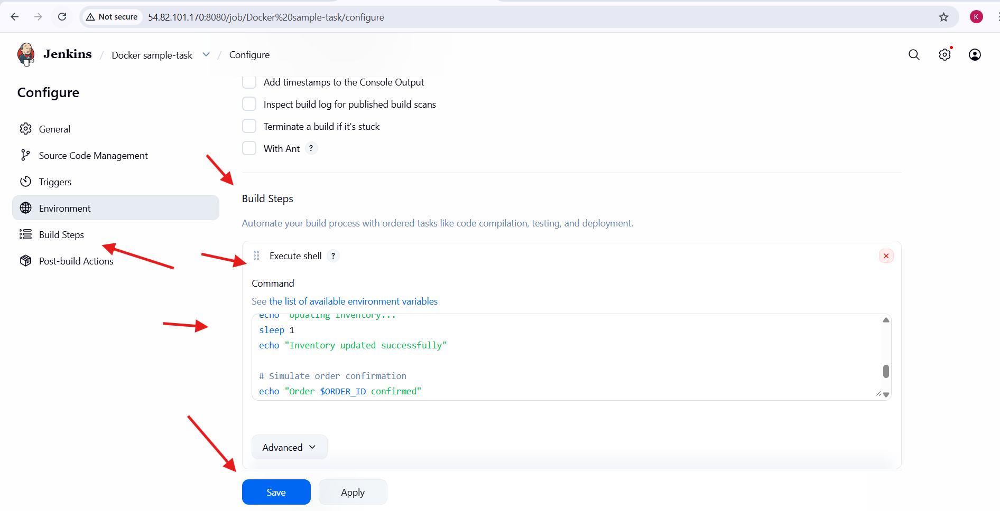 Not secure 54.82.101.170:8080/job/Docker%20sample-task/configure K
Jenkins / Docker sample-task / Configure
Configure
General
Source Code Management
Triggers
Environment
Build Steps
Post-build Actions
Add timestamps to the Console Output
Inspect build log for published build scans
Terminate a build if it's stuck
With Ant ?
Build Steps
Automate your build process with ordered tasks like code compilation, testing, and deployment.
Execute shell ?
Command
See the list of available environment variables
echo "Updating inventory..."
sleep 1
echo "Inventory updated successfully"
# Simulate order confirmation
echo "Order $ORDER_ID confirmed"
Advanced
Save Apply